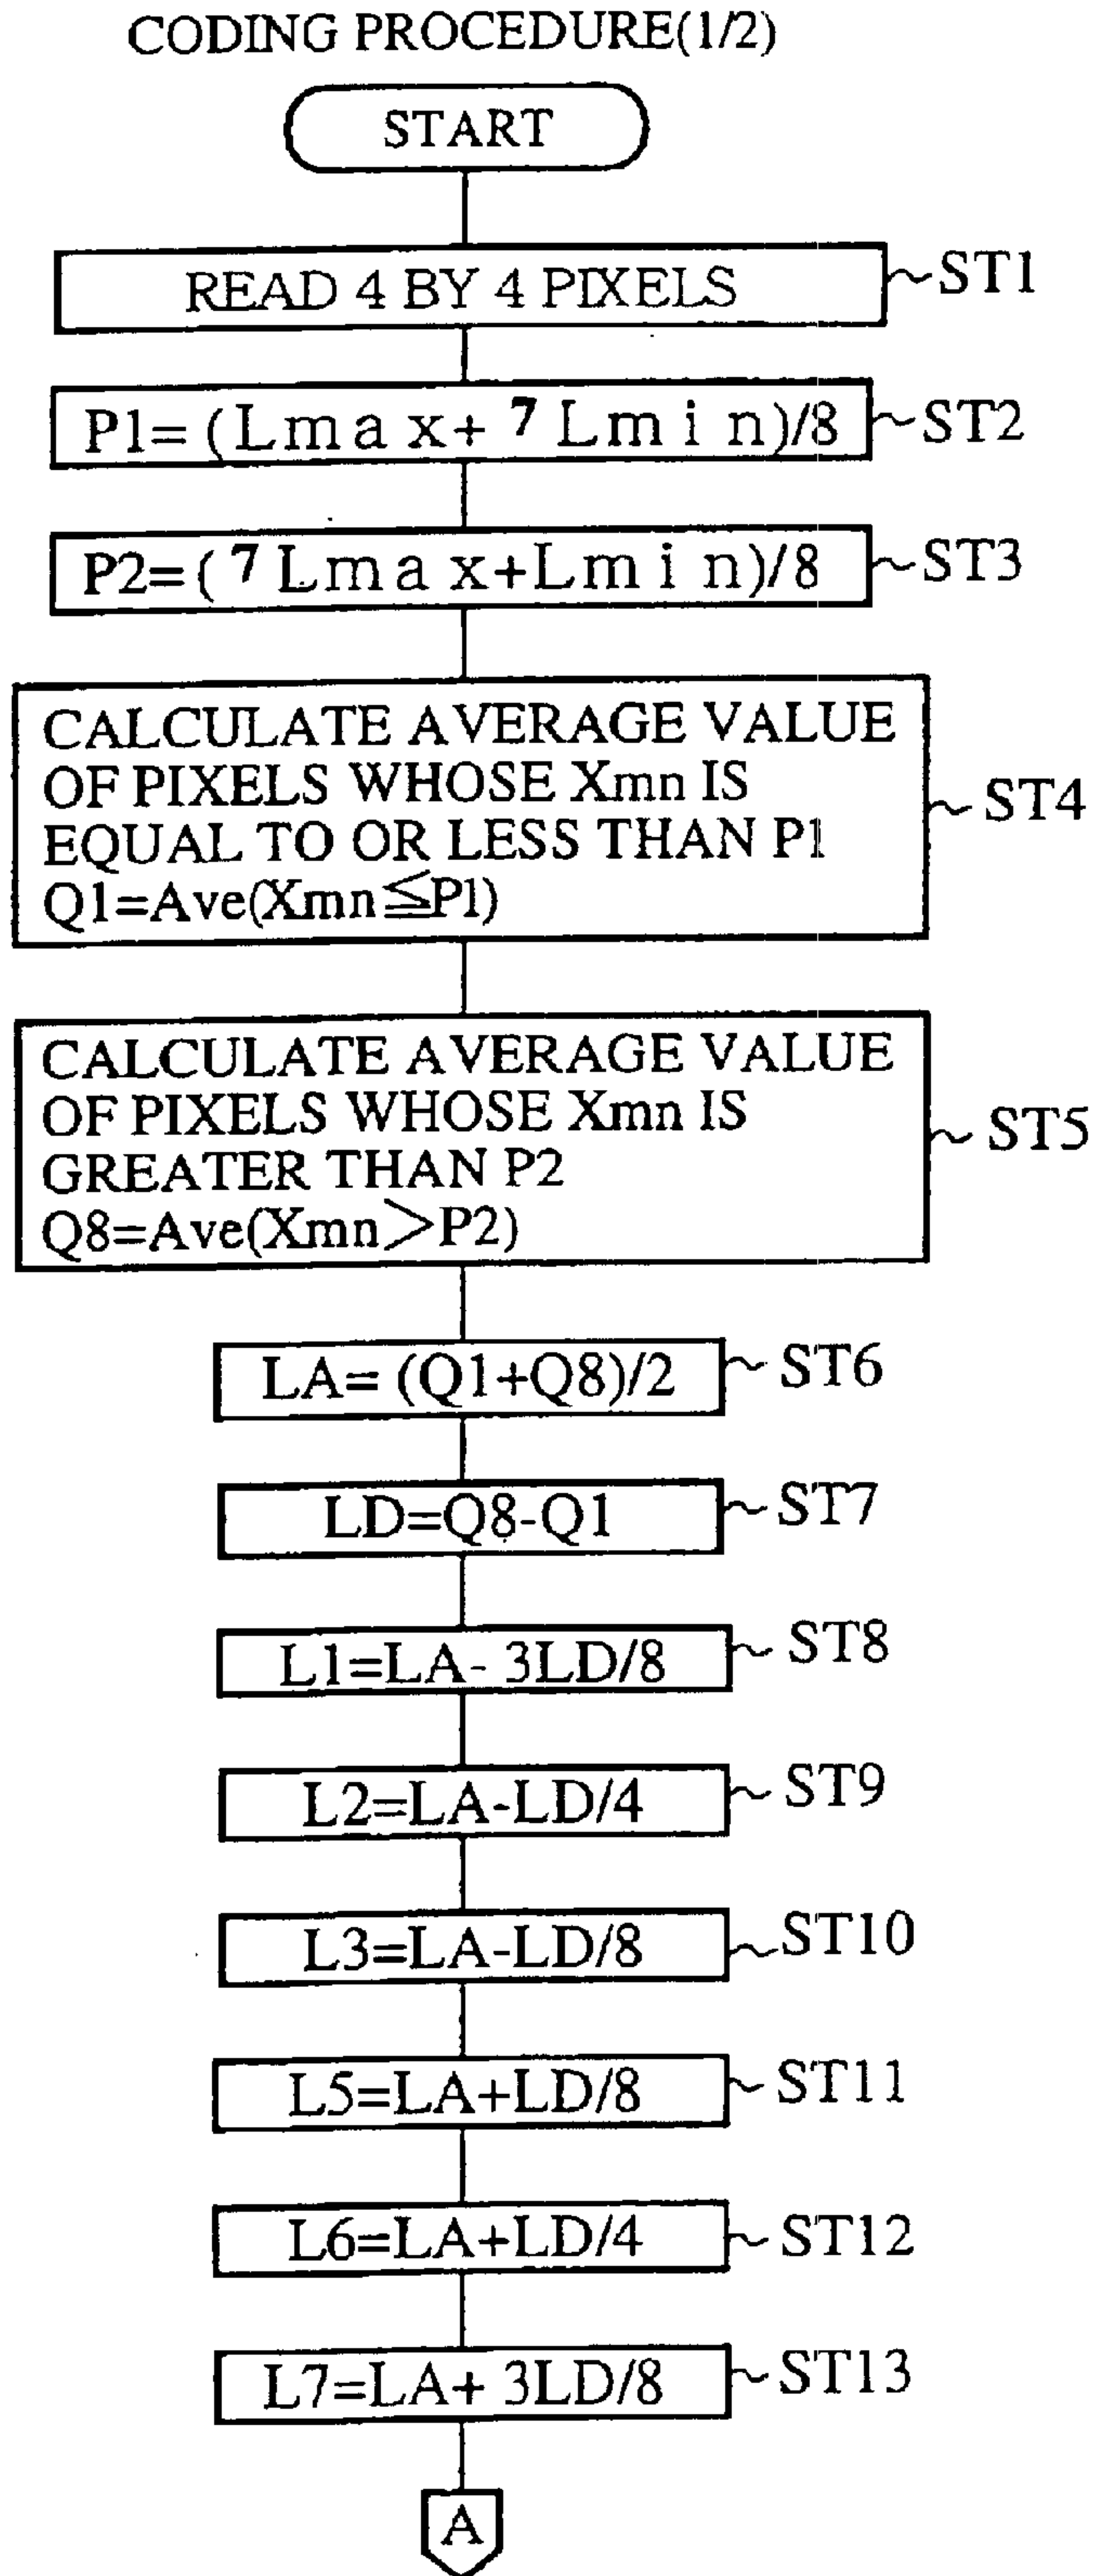 CODING PROCEDURE(1/2)
START
READ 4 BY 4 PIXELS
ST1
P1=(Lmax+7Lmin)/8
ST2
P2=(7Lmax+Lmin)/8
ST3
CALCULATE AVERAGE VALUE
OF PIXELS WHOSE Xmn IS
EQUAL TO OR LESS THAN P1
Q1=Ave(Xmn≦P1)
ST4
CALCULATE AVERAGE VALUE
OF PIXELS WHOSE Xmn IS
GREATER THAN P2
Q8=Ave(Xmn>P2)
ST5
LA=(Q1+Q8)/2
ST6
LD=Q8-Q1
ST7
L1=LA- 3LD/8
ST8
L2=LA-LD/4
ST9
L3=LA-LD/8
ST10
L5=LA+LD/8
ST11
L6=LA+LD/4
ST12
L7=LA+ 3LD/8
ST13
A